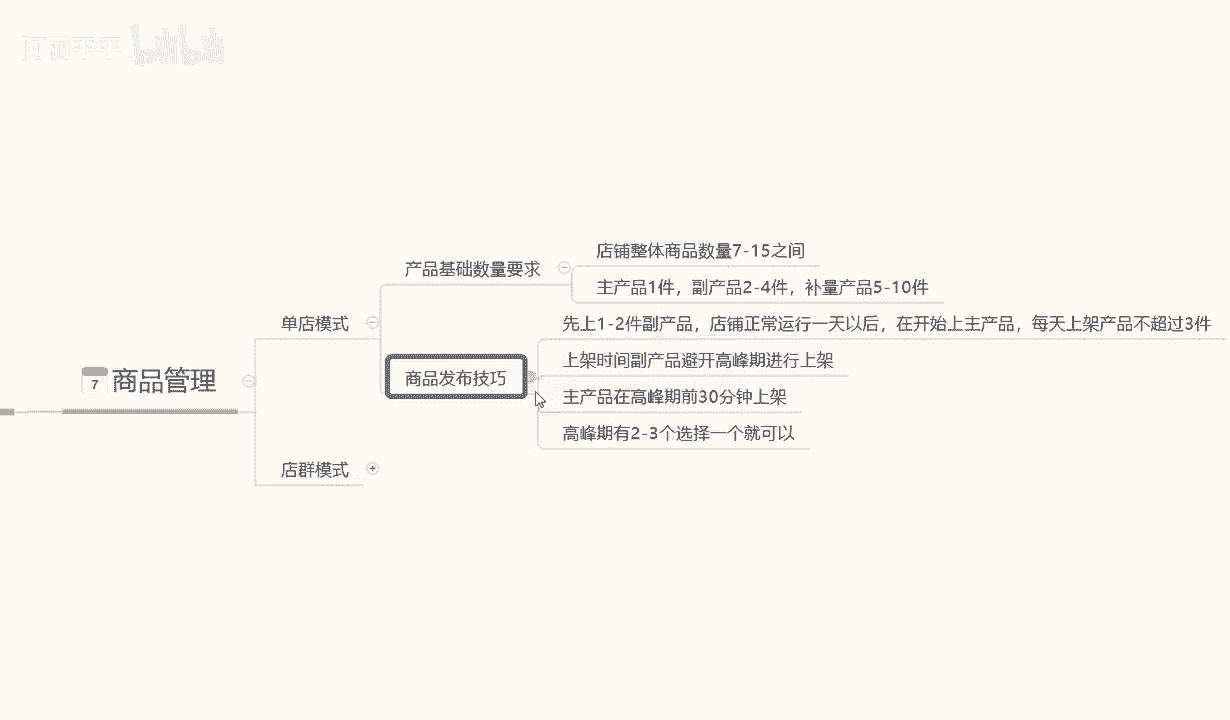 bilibili
7 商品管理
单店模式
产品基础数量要求
店铺整体商品数量7-15之间
主产品1件，副产品2-4件，补量产品5-10件
商品发布技巧
先上1-2件副产品，店铺正常运行一天以后，在开始上主产品，每天上架产品不超过3件
上架时间副产品避开高峰期进行上架
主产品在高峰期前30分钟上架
高峰期有2-3个选择一个就可以
店群模式